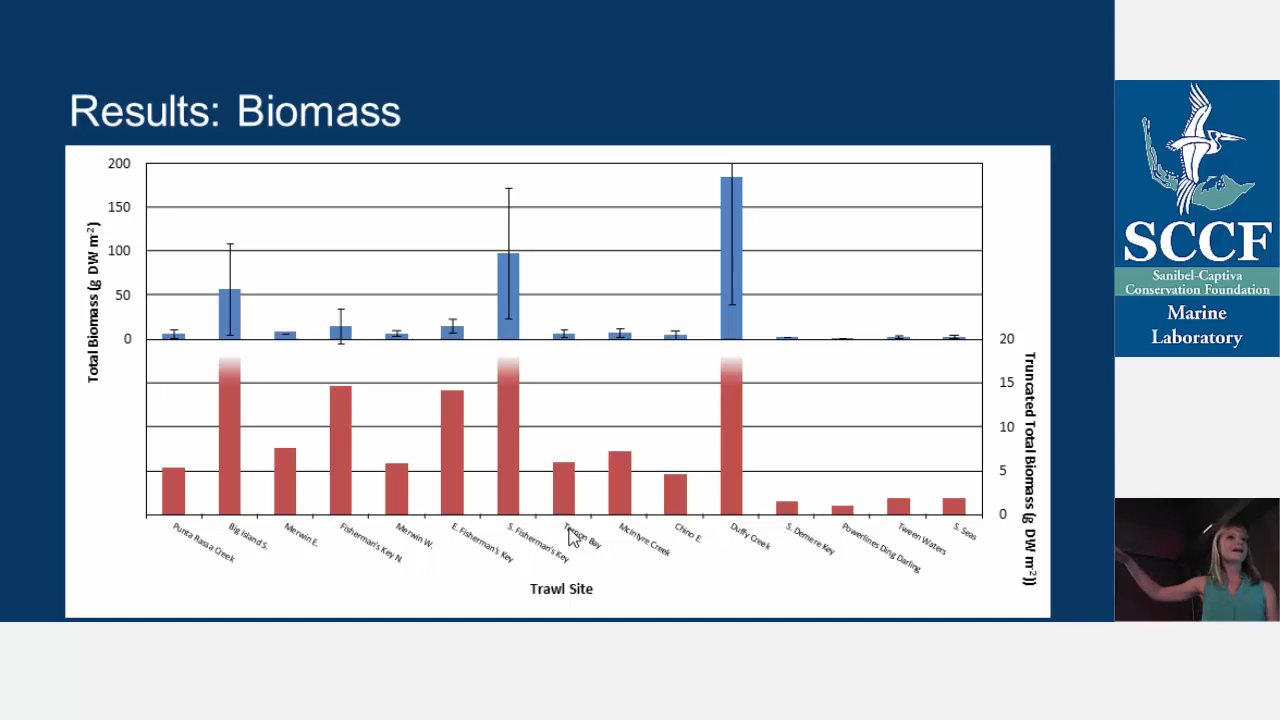 Results: Biomass
200
150
100
50
0
Total Biomass (g DW m-2)
20
15
10
5
0
Truncated Total Biomass (g DW m-2))
Punta Rassa Creek
Big Island S.
Merwin E.
Fisherman's Key N.
Merwin W.
E. Fisherman's Key
S. Fisherman's Key
Bay
McIntyre Creek
Chino E.
Duffy Creek
S. Demere Key
Powerlines Ding Darling
Tween Waters
S. Seas
Trawl Site
SCCF
Sanibel-Captiva
Conservation Foundation
Marine
Laboratory